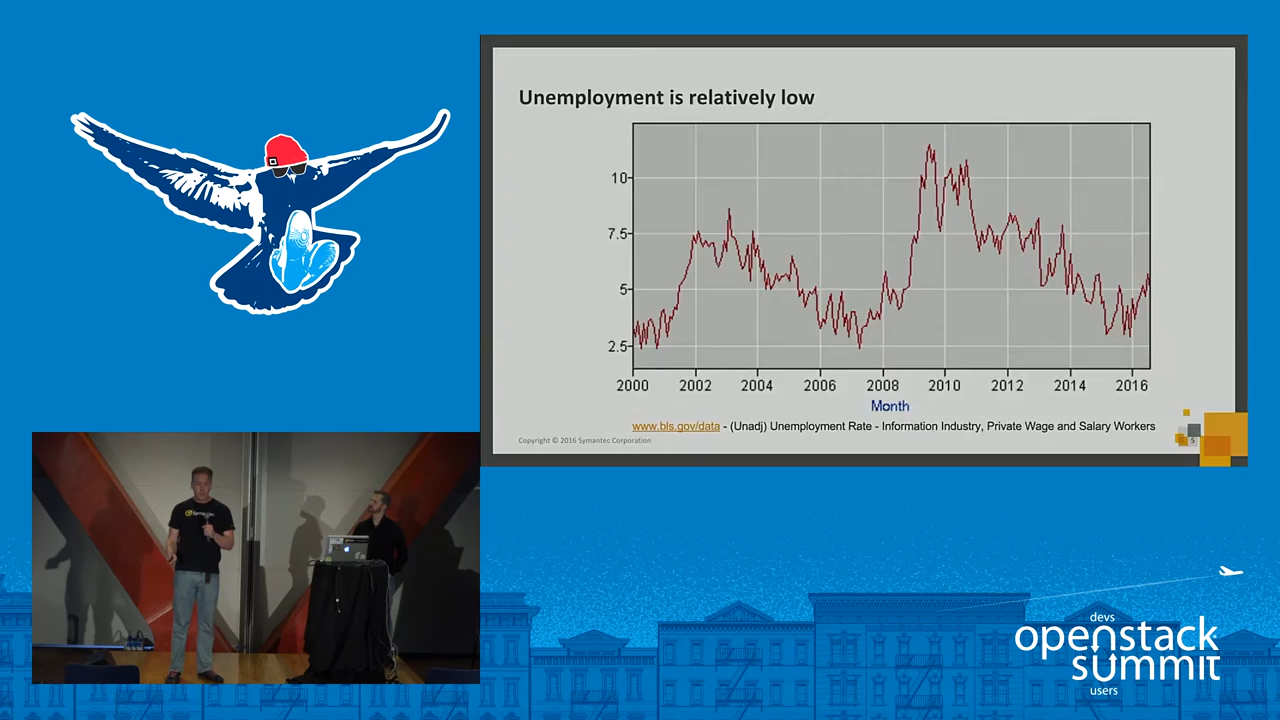 Unemployment is relatively low
10
7.5
5
2.5
2000 2002 2004 2006 2008 2010 2012 2014 2016
Month
www.bls.gov/data - (Unadj) Unemployment Rate - Information Industry, Private Wage and Salary Workers
Copyright © 2016 Symantec Corporation
5
devs
openstack
summit
users